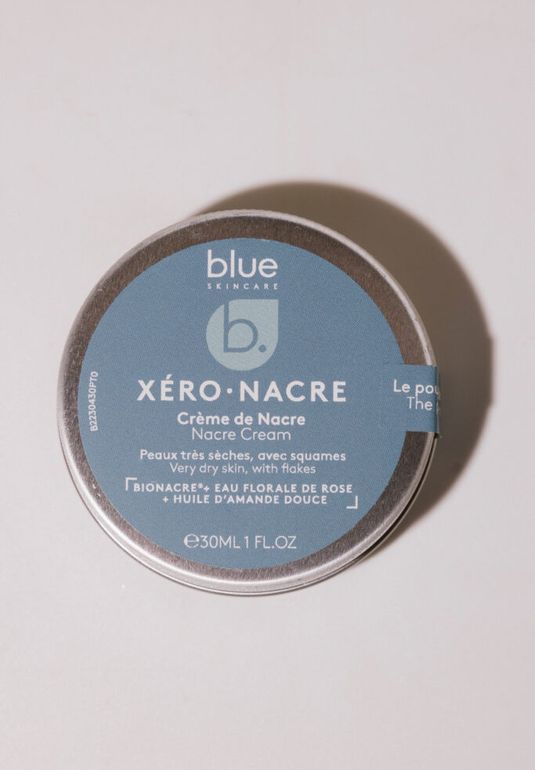 blue
SKINCARE
b.
XÉRO•NACRE
Crème de Nacre
Nacre Cream
Peaux très sèches, avec squames
Very dry skin, with flakes
BIONACRE®+ EAU FLORALE DE ROSE
+ HUILE D'AMANDE DOUCE
℮30ML 1 FL.OZ
B2230430PT0
Le
The